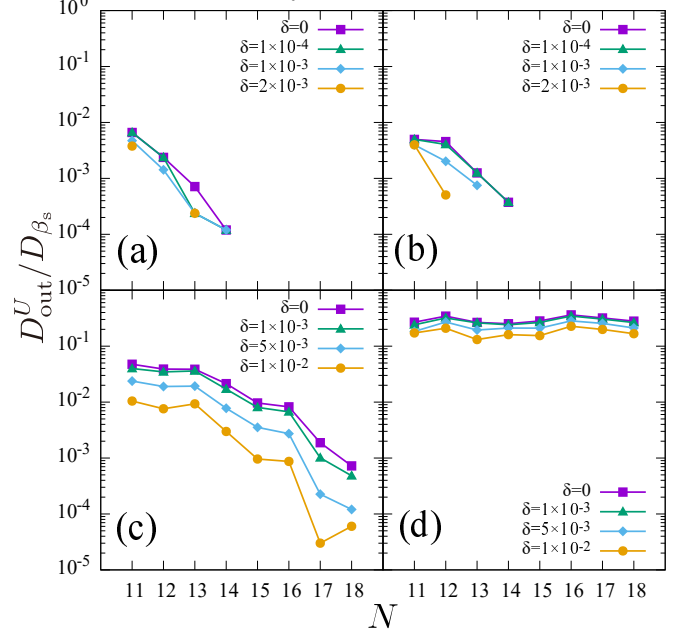 10⁰
δ=0
δ=0
δ=1×10⁻⁴
δ=1×10⁻⁴
10⁻¹
δ=1×10⁻³
δ=1×10⁻³
δ=2×10⁻³
δ=2×10⁻³
10⁻²
10⁻³
10⁻⁴
(a)
(b)
10⁻⁵
D^U_out/D_βs
10⁰
δ=0
δ=1×10⁻³
10⁻¹
δ=5×10⁻³
δ=1×10⁻²
10⁻²
10⁻³
δ=0
10⁻⁴
δ=1×10⁻³
(c)
(d)
δ=5×10⁻³
δ=1×10⁻²
10⁻⁵
11 12 13 14 15 16 17 18
11 12 13 14 15 16 17 18
N